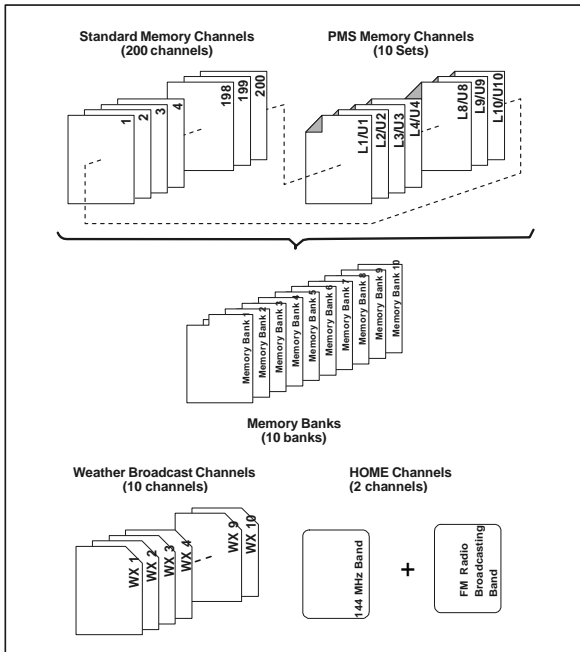 Standard Memory Channels
(200 channels)
PMS Memory Channels
(10 Sets)
1
2
3
4
198
199
200
L1/U1
L2/U2
L3/U3
L4/U4
L8/U8
L9/U9
L10/U10
Memory Bank 1
Memory Bank 2
Memory Bank 3
Memory Bank 4
Memory Bank 5
Memory Bank 6
Memory Bank 7
Memory Bank 8
Memory Bank 9
Memory Bank 10
Memory Banks
(10 banks)
Weather Broadcast Channels
(10 channels)
HOME Channels
(2 channels)
WX 1
WX 2
WX 3
WX 4
WX 9
WX 10
144 MHz Band
+
FM Radio
Broadcasting
Band